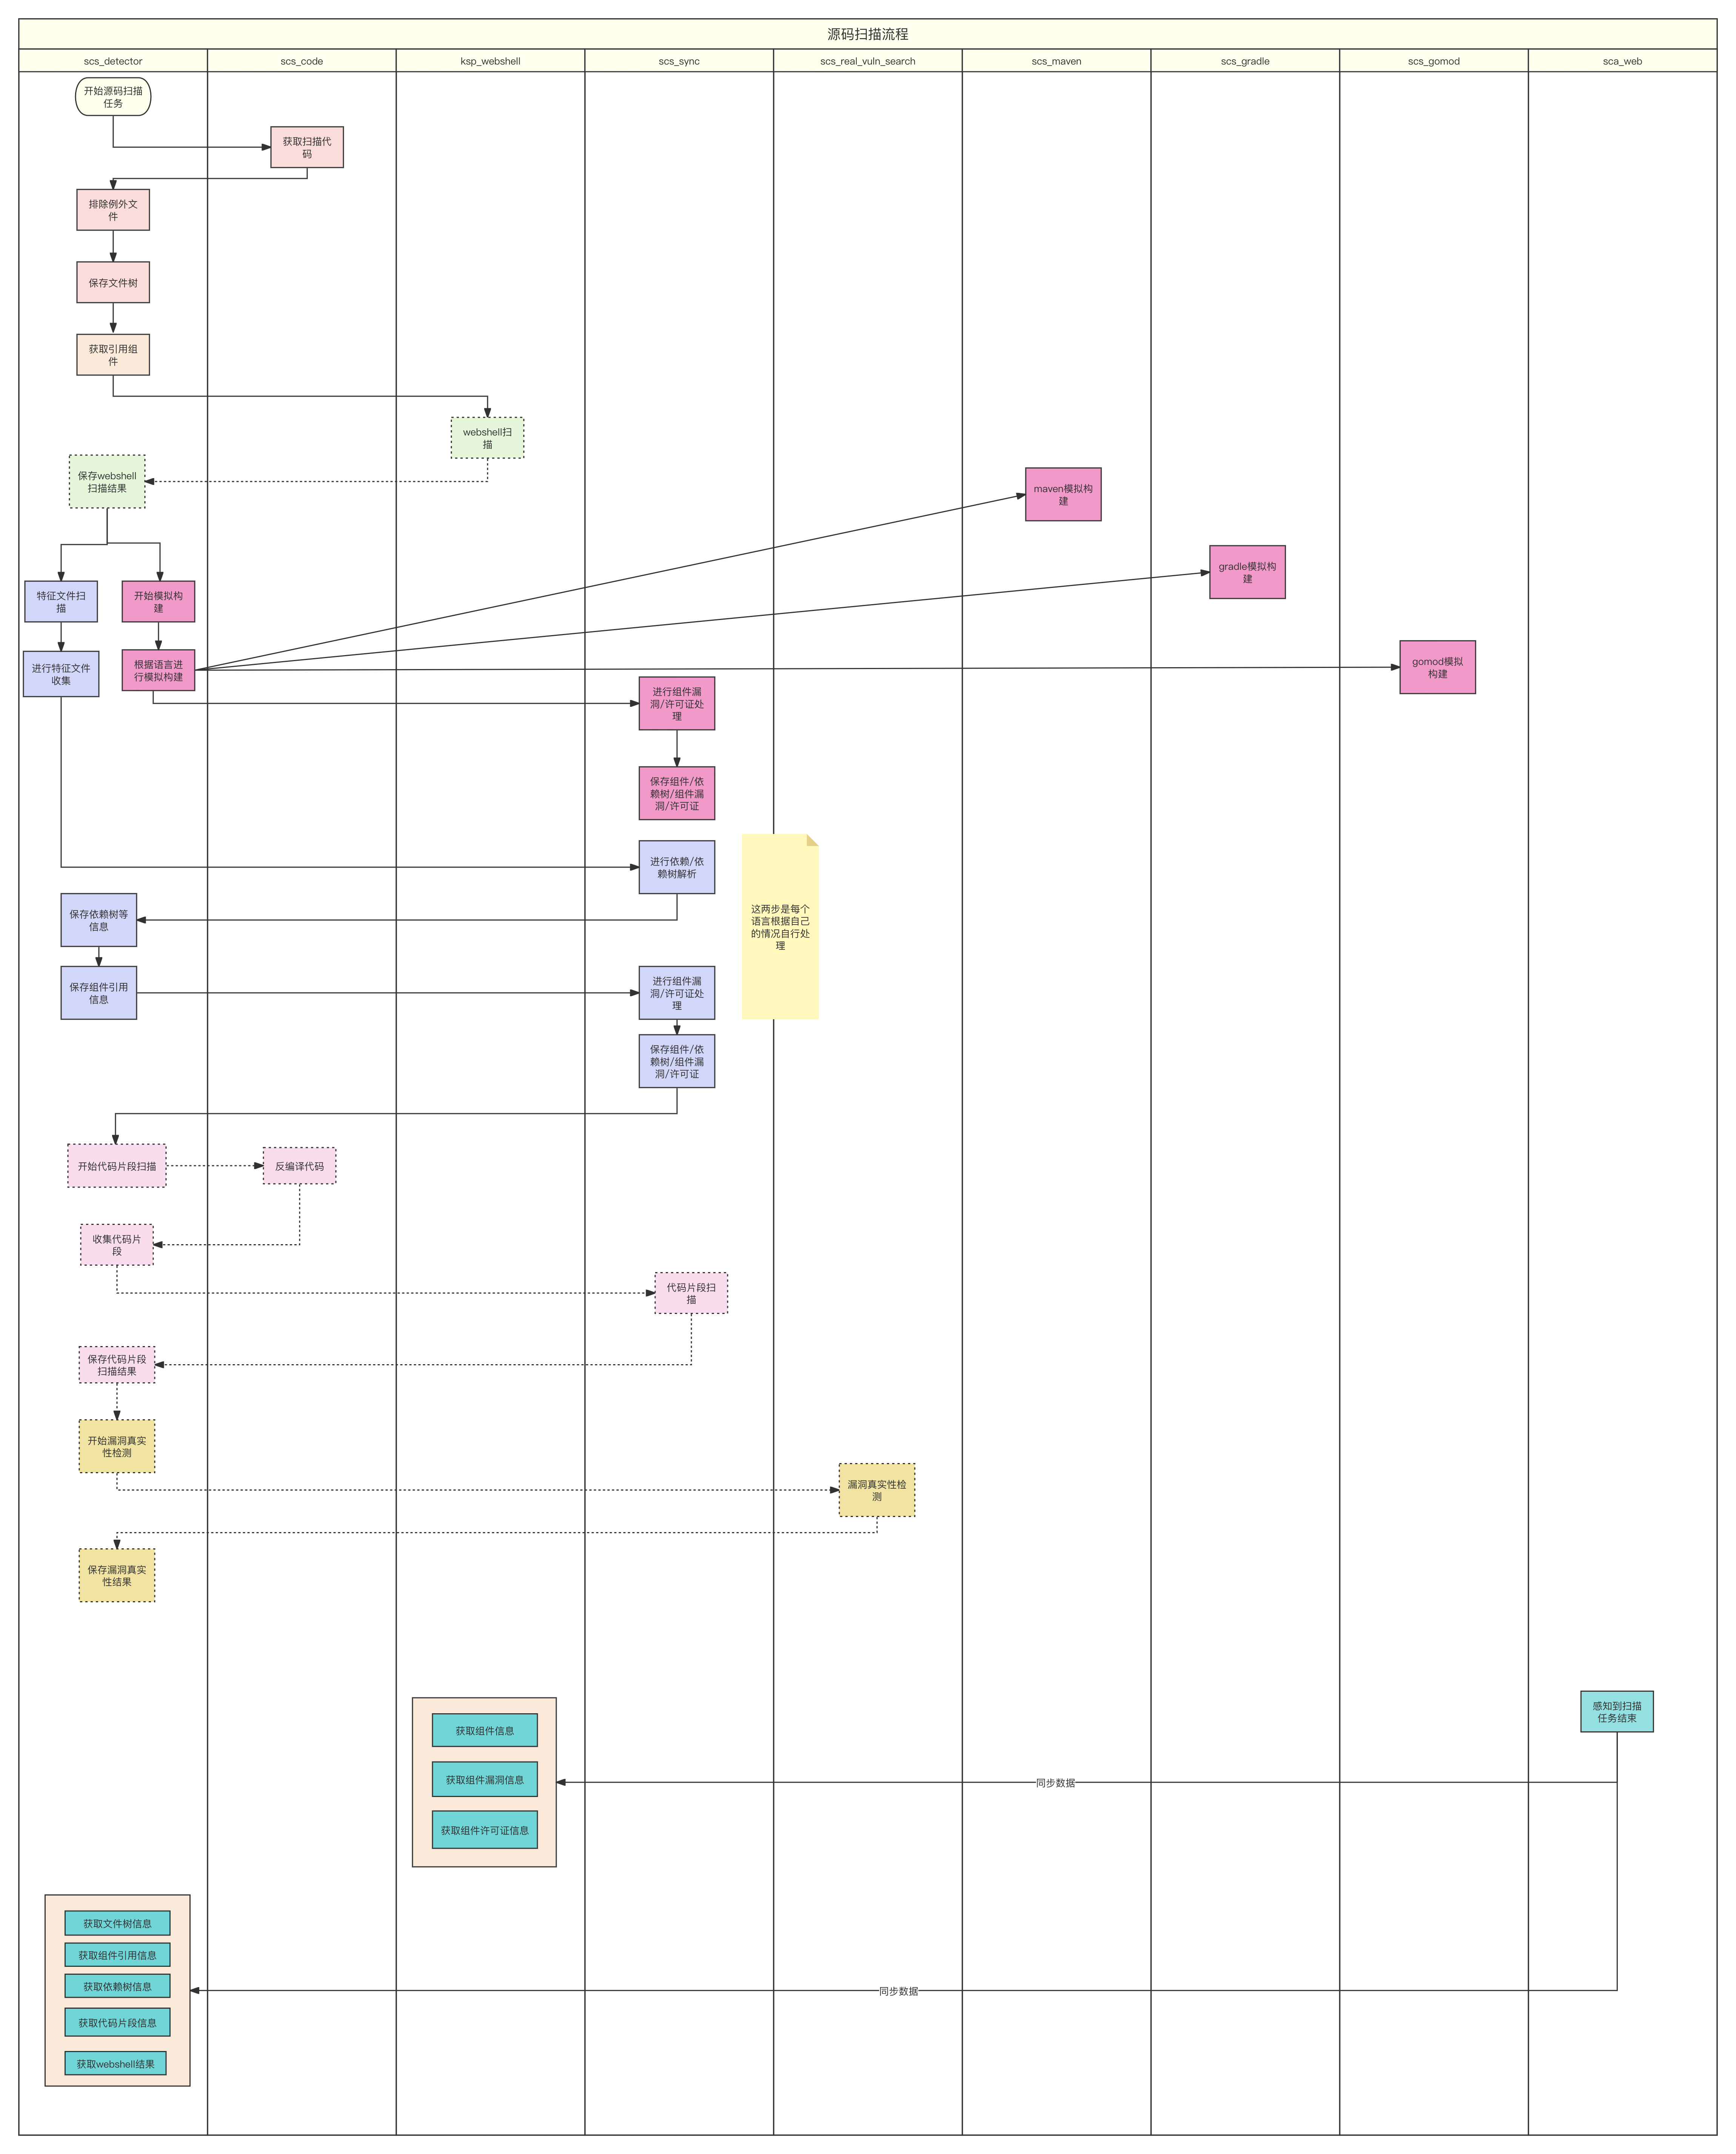 源码扫描流程
scs_detector
scs_code
ksp_webshell
scs_sync
scs_real_vuln_search
scs_maven
scs_gradle
scs_gomod
sca_web
开始源码扫描
任务
获取扫描代
码
排除例外文
件
保存文件树
获取引用组
件
webshell扫
描
保存webshell
扫描结果
maven模拟构
建
gradle模拟构
建
特征文件扫
描
开始模拟构
建
进行特征文件
收集
根据语言进
行模拟构建
gomod模拟
构建
进行组件漏
洞/许可证处
理
保存组件/依
赖树/组件漏
洞/许可证
进行依赖/依
赖树解析
这两步是每个
语言根据自己
的情况自行处
理
保存依赖树等
信息
保存组件引用
信息
进行组件漏
洞/许可证处
理
保存组件/依
赖树/组件漏
洞/许可证
开始代码片段扫描
反编译代码
收集代码片
段
代码片段扫
描
保存代码片段
扫描结果
开始漏洞真实
性检测
漏洞真实性检
测
保存漏洞真实
性结果
感知到扫描
任务结束
获取组件信息
获取组件漏洞信息
同步数据
获取组件许可证信息
获取文件树信息
获取组件引用信息
获取依赖树信息
同步数据
获取代码片段信息
获取webshell结果